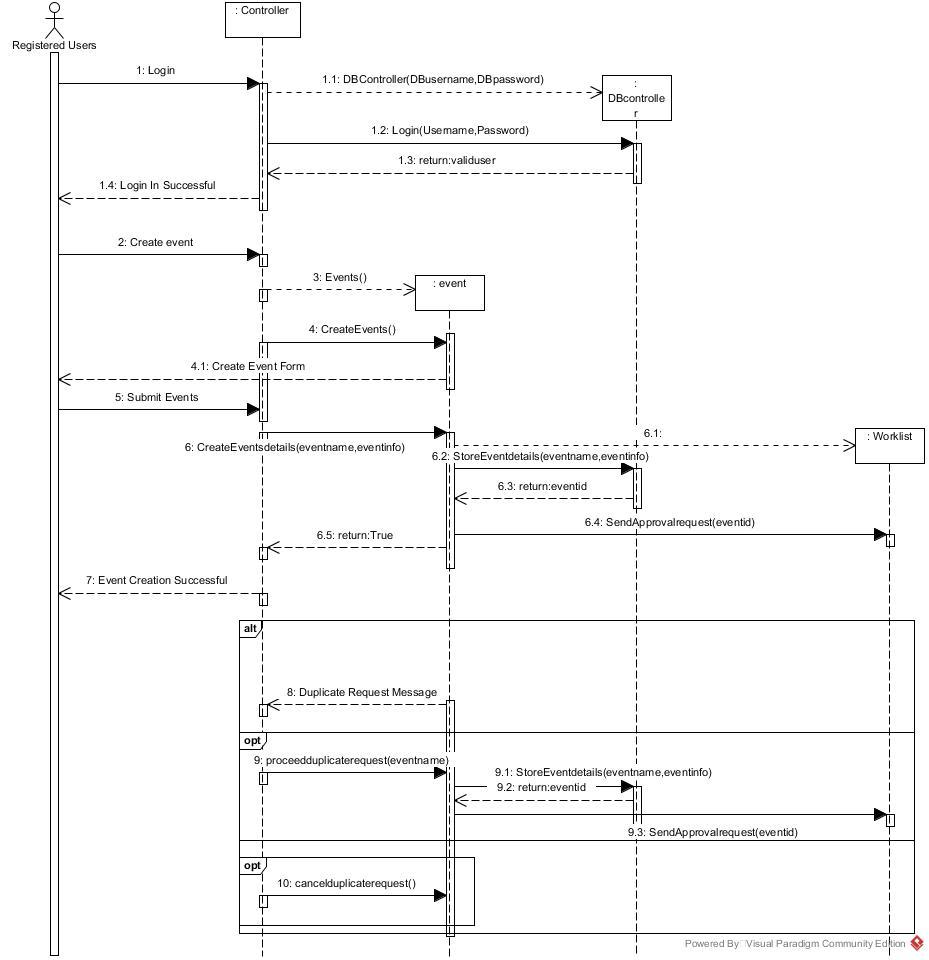 : Controller
Registered Users
1: Login
1.1: DBController(DBusername,DBpassword)
:
DBcontrolle
r
1.2: Login(Username,Password)
1.3: return:validuser
1.4: Login In Successful
2: Create event
3: Events()
: event
4: CreateEvents()
4.1: Create Event Form
5: Submit Events
6: CreateEventsdetails(eventname,eventinfo)
6.1:
: Worklist
6.2: StoreEventdetails(eventname,eventinfo)
6.3: return:eventid
6.4: SendApprovalrequest(eventid)
6.5: return:True
7: Event Creation Successful
alt
8: Duplicate Request Message
opt
9: proceedduplicaterequest(eventname)
9.1: StoreEventdetails(eventname,eventinfo)
9.2: return:eventid
9.3: SendApprovalrequest(eventid)
opt
10: cancelduplicaterequest()
Powered By Visual Paradigm Community Edition